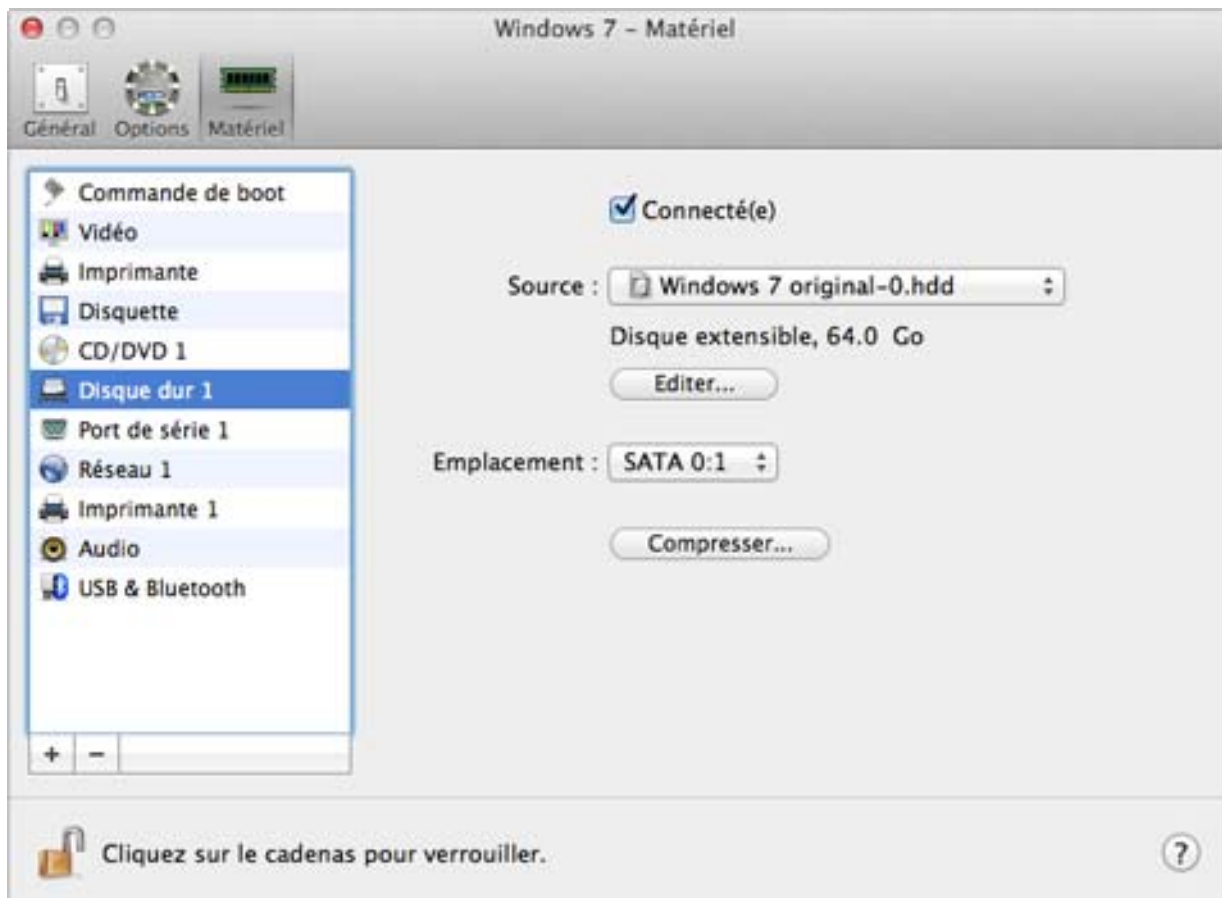 Windows 7 – Matériel
Général Options Matériel
Commande de boot
Vidéo
Imprimante
Disquette
CD/DVD 1
Disque dur 1
Port de série 1
Réseau 1
Imprimante 1
Audio
USB & Bluetooth
+ −
Connecté(e)
Source : Windows 7 original-0.hdd
Disque extensible, 64.0 Go
Editer...
Emplacement : SATA 0:1
Compresser...
Cliquez sur le cadenas pour verrouiller.
?